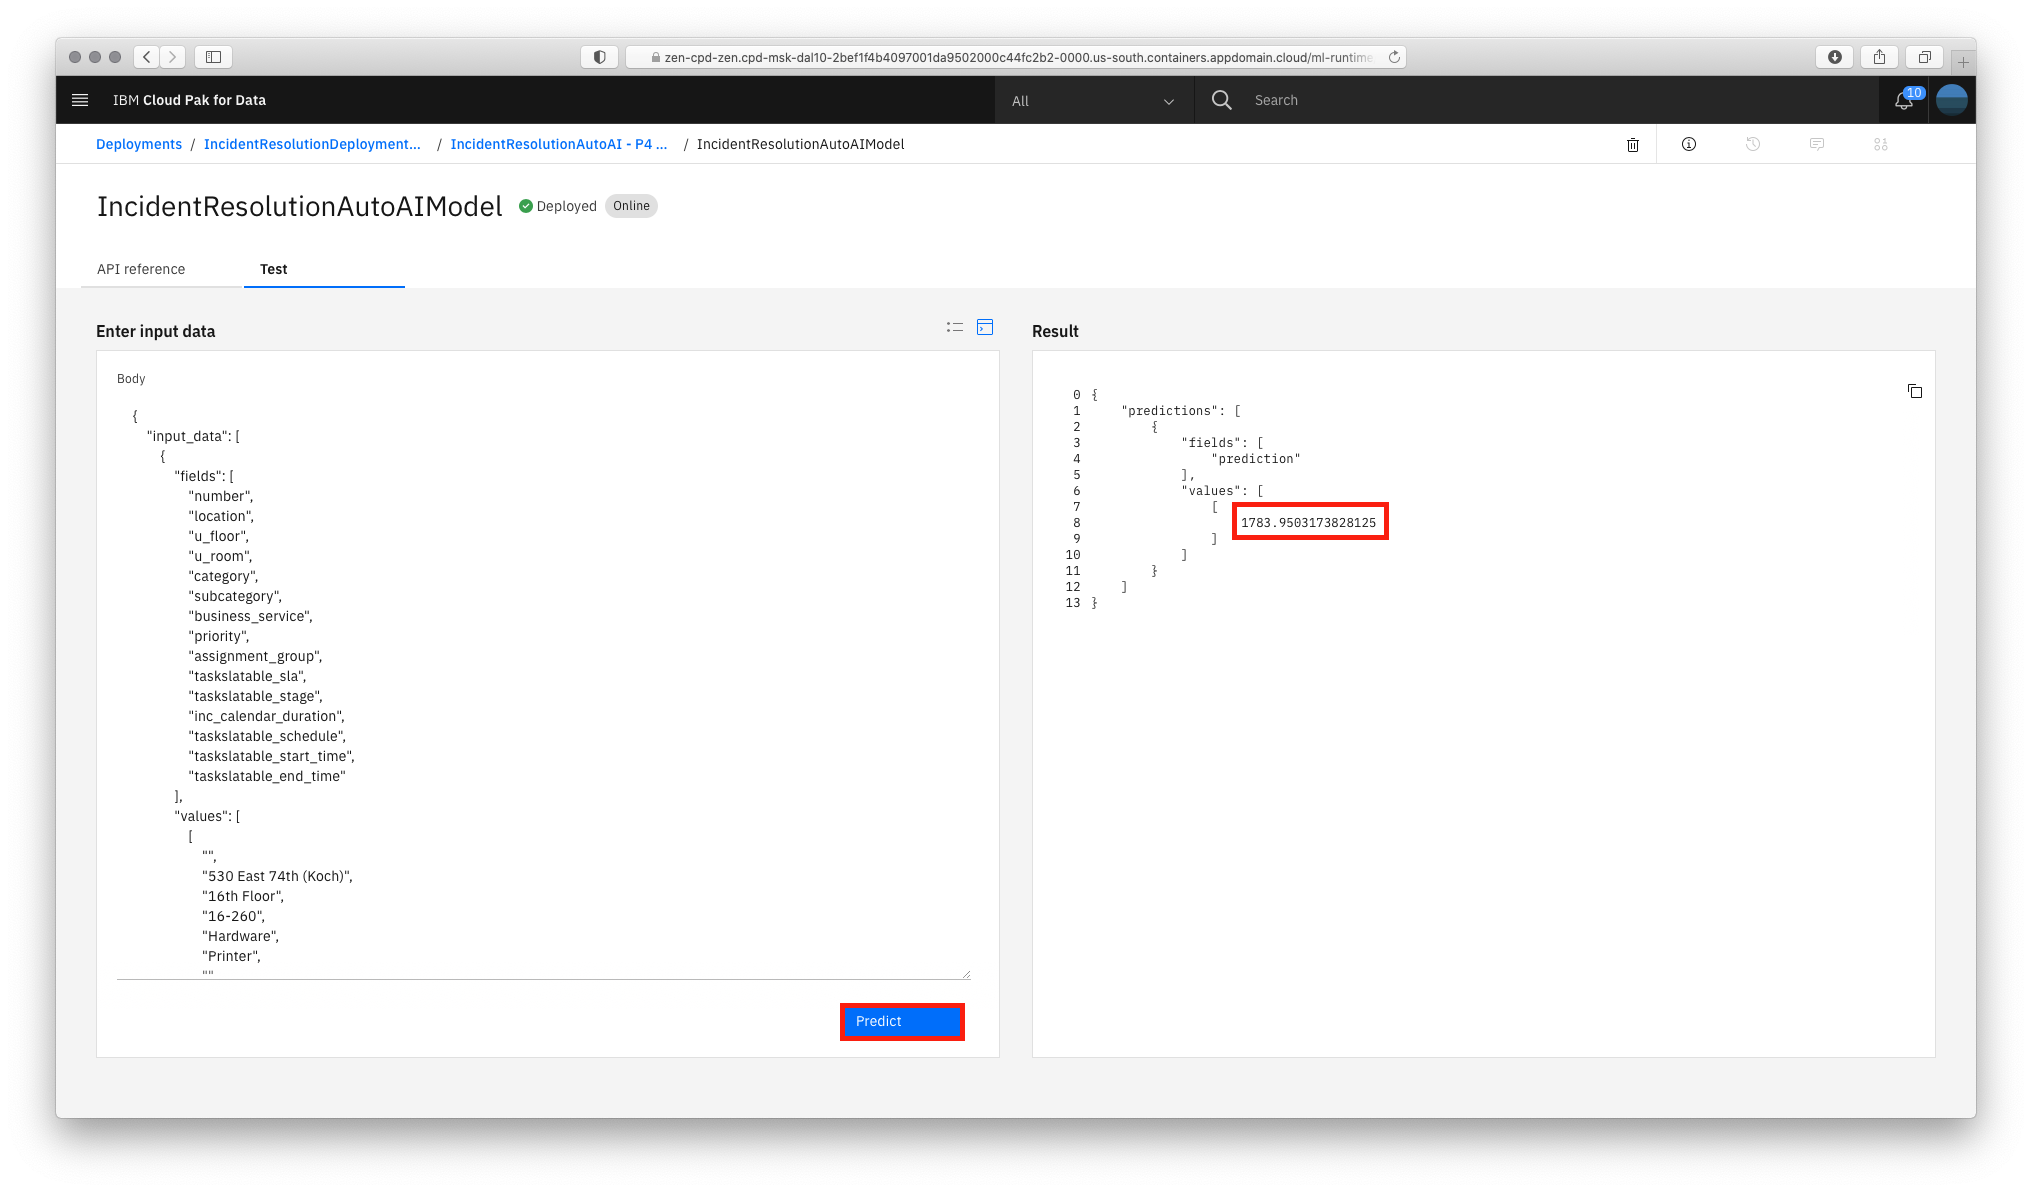 zen-cpd-zen.cpd-msk-dal10-2bef1f4b4097001da9502000c44fc2b2-0000.us-south.containers.appdomain.cloud/ml-runtime
IBM Cloud Pak for Data
All
Search
10
Deployments / IncidentResolutionDeployment... / IncidentResolutionAutoAI - P4 ... / IncidentResolutionAutoAIModel
IncidentResolutionAutoAIModel
Deployed
Online
API reference
Test
Enter input data
Body
{
"input_data": [
{
"fields": [
"number",
"location",
"u_floor",
"u_room",
"category",
"subcategory",
"business_service",
"priority",
"assignment_group",
"taskslatable_sla",
"taskslatable_stage",
"inc_calendar_duration",
"taskslatable_schedule",
"taskslatable_start_time",
"taskslatable_end_time"
],
"values": [
[
"",
"530 East 74th (Koch)",
"16th Floor",
"16-260",
"Hardware",
"Printer",
""
Predict
Result
0 {
1 "predictions": [
2 {
3 "fields": [
4 "prediction"
5 ],
6 "values": [
7 [
8 1783.9503173828125
9 ]
10 ]
11 }
12 ]
13 }